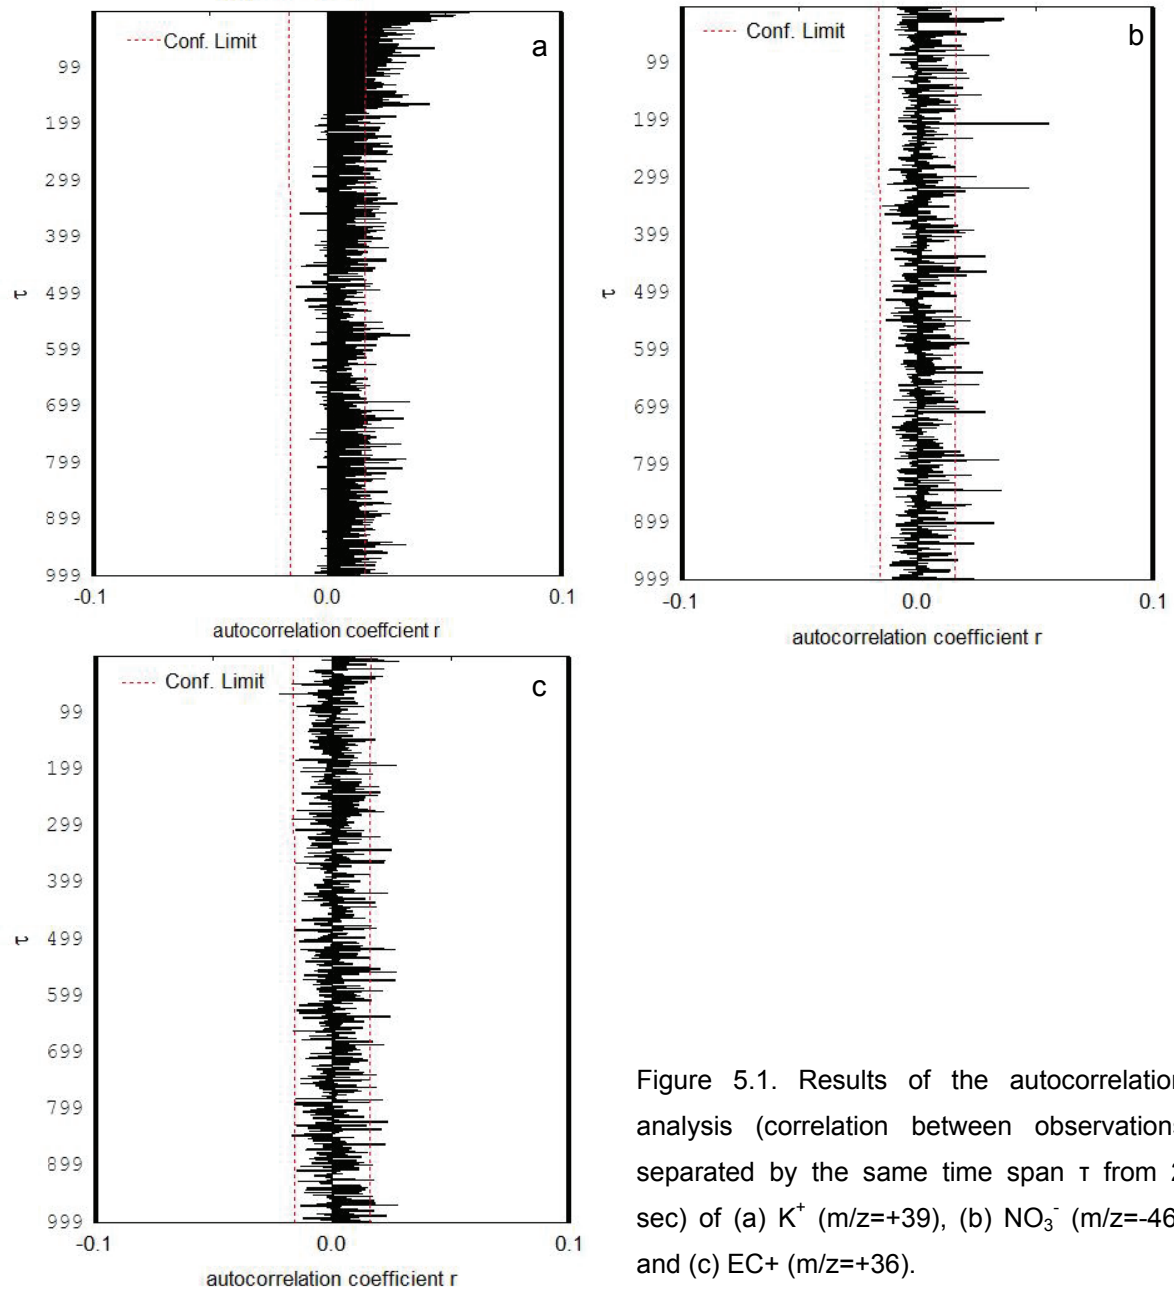 Conf. Limit
a
99
199
299
399
499
599
699
799
899
999
τ
-0.1
0.0
0.1
autocorrelation coeffcient r
Conf. Limit
b
99
199
299
399
499
599
699
799
899
999
τ
-0.1
0.0
0.1
autocorrelation coefficient r
Conf. Limit
c
99
199
299
399
499
599
699
799
899
999
τ
-0.1
0.0
0.1
autocorrelation coefficient r
Figure 5.1. Results of the autocorrelation
analysis (correlation between observations
separated by the same time span τ from 2
sec) of (a) K⁺ (m/z=+39), (b) NO₃⁻ (m/z=-46
and (c) EC+ (m/z=+36).